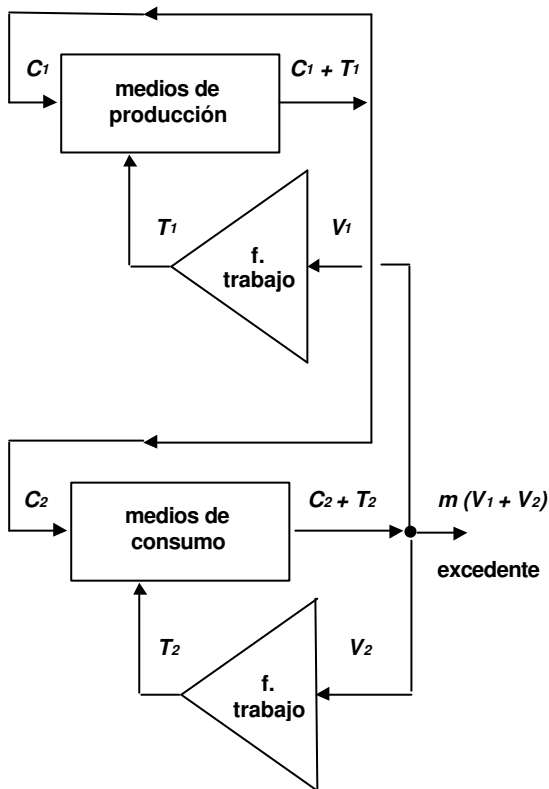 C1
medios de
producción
C1 + T1
T1
V1
f.
trabajo
C2
medios de
consumo
C2 + T2
m (V1 + V2)
excedente
T2
V2
f.
trabajo